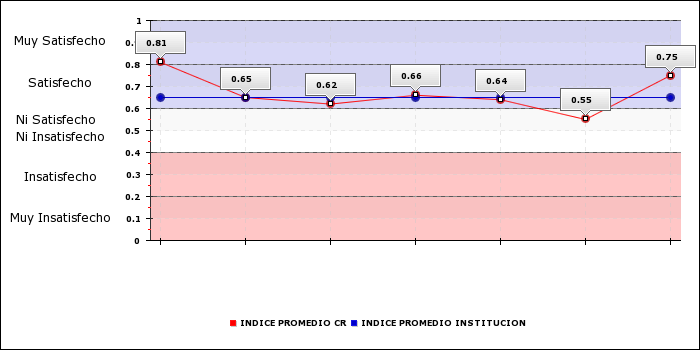 Muy Satisfecho
Satisfecho
Ni Satisfecho
Ni Insatisfecho
Insatisfecho
Muy Insatisfecho
1
0.8
0.7
0.6
0.5
0.4
0.3
0.2
0.1
0
0.81
0.65
0.62
0.66
0.64
0.55
0.75
INDICE PROMEDIO CR INDICE PROMEDIO INSTITUCION